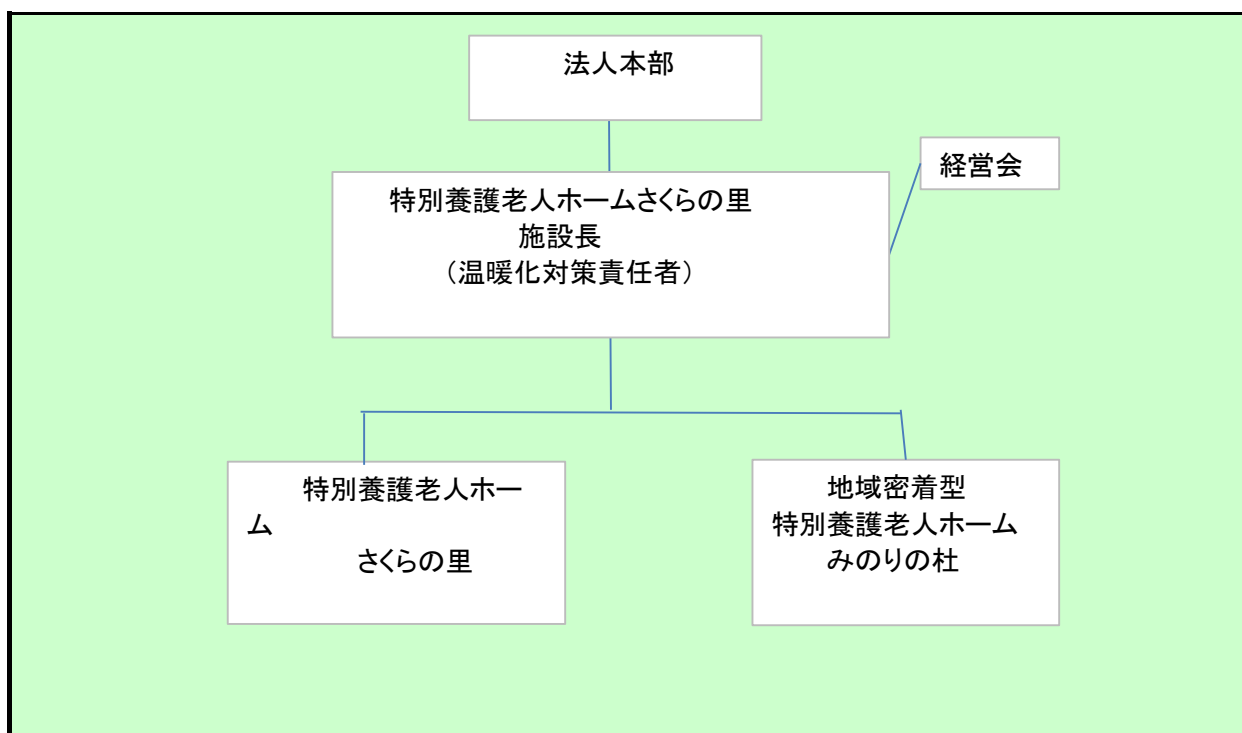 法人本部
経営会
特別養護老人ホームさくらの里
施設長
（温暖化対策責任者）
特別養護老人ホー
ム
さくらの里
地域密着型
特別養護老人ホーム
みのりの杜